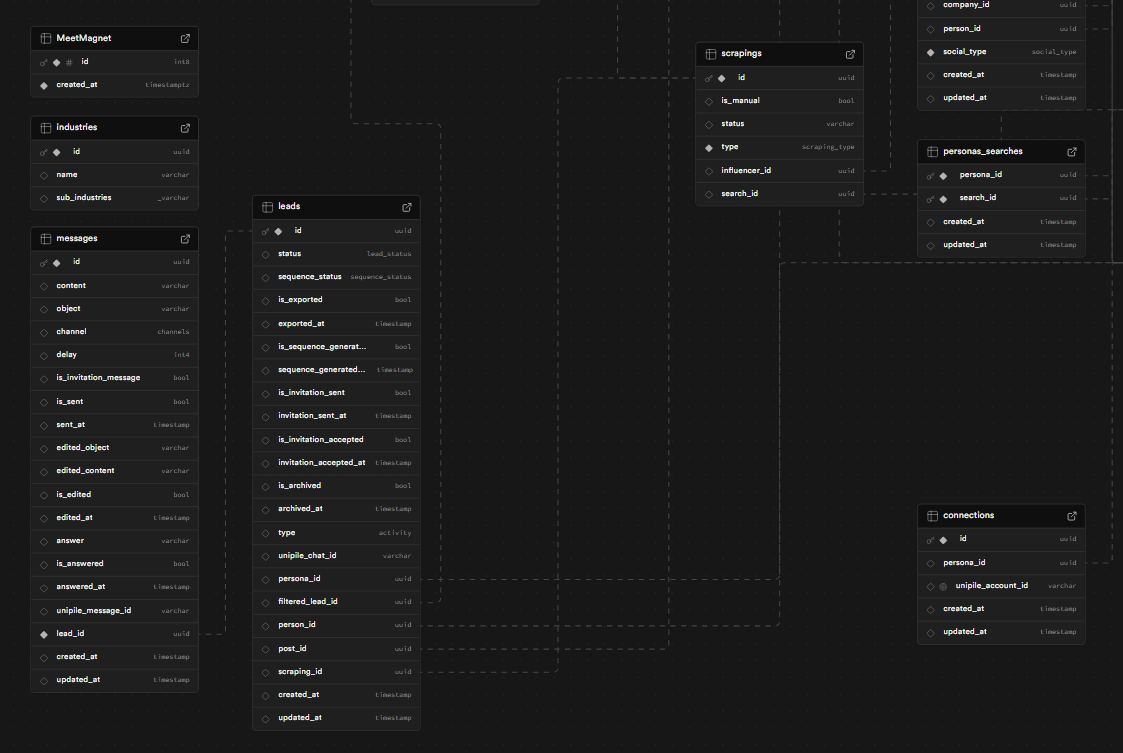 MeetMagnet
id int8
created_at timestamptz
industries
id uuid
name varchar
sub_industries _varchar
messages
id uuid
content varchar
object varchar
channel channels
delay int4
is_invitation_message bool
is_sent bool
sent_at timestamp
edited_object varchar
edited_content varchar
is_edited bool
edited_at timestamp
answer varchar
is_answered bool
answered_at timestamp
unipile_message_id varchar
lead_id uuid
created_at timestamp
updated_at timestamp
leads
id uuid
status lead_status
sequence_status sequence_status
is_exported bool
exported_at timestamp
is_sequence_generat... bool
sequence_generated... timestamp
is_invitation_sent bool
invitation_sent_at timestamp
is_invitation_accepted bool
invitation_accepted_at timestamp
is_archived bool
archived_at timestamp
type activity
unipile_chat_id varchar
persona_id uuid
filtered_lead_id uuid
person_id uuid
post_id uuid
scraping_id uuid
created_at timestamp
updated_at timestamp
scrapings
id uuid
is_manual bool
status varchar
type scraping_type
influencer_id uuid
search_id uuid
company_id uuid
person_id uuid
social_type social_type
created_at timestamp
updated_at timestamp
personas_searches
persona_id uuid
search_id uuid
created_at timestamp
updated_at timestamp
connections
id uuid
persona_id uuid
unipile_account_id varchar
created_at timestamp
updated_at timestamp